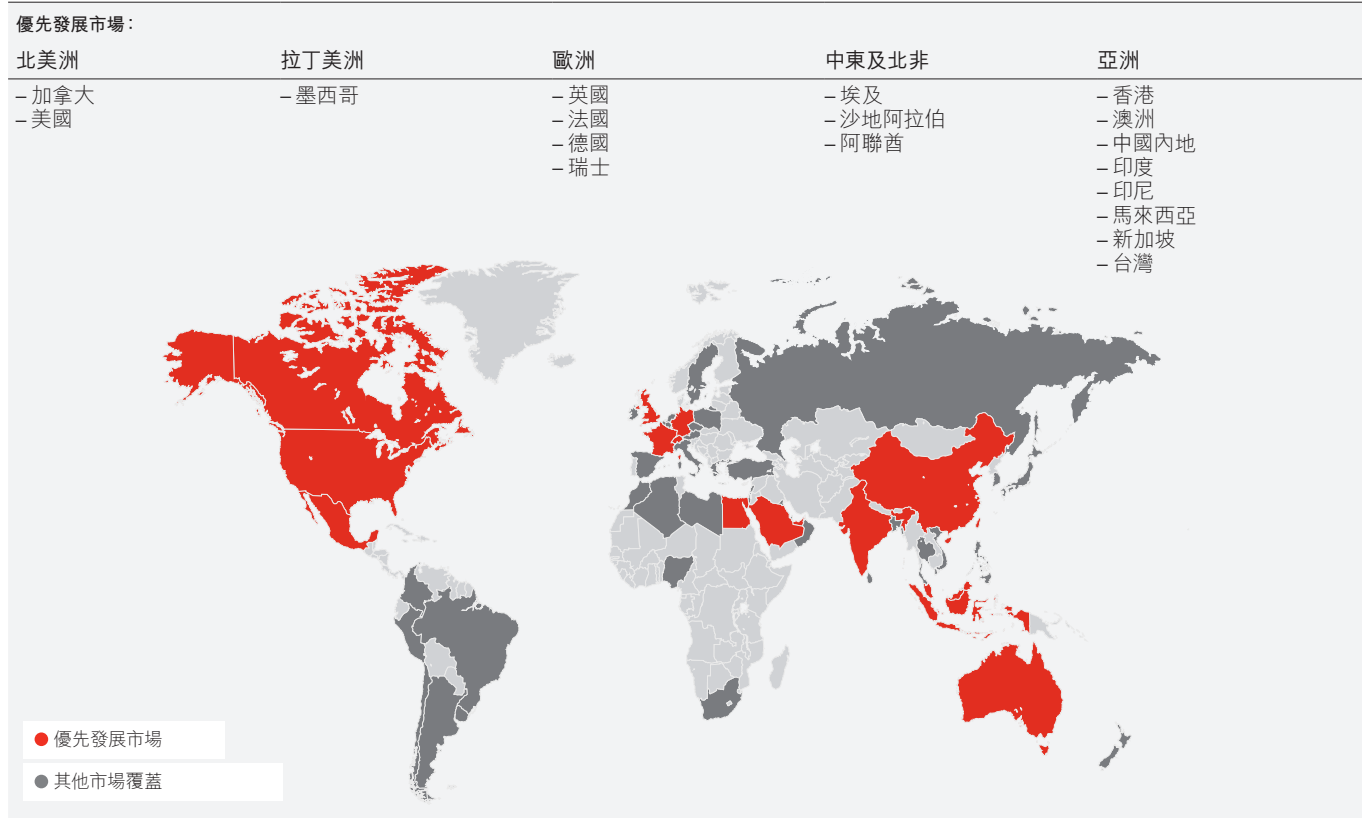 優先發展市場：
北美洲
拉丁美洲
歐洲
中東及北非
亞洲
– 加拿大
– 美國
– 墨西哥
– 英國
– 法國
– 德國
– 瑞士
– 埃及
– 沙地阿拉伯
– 阿聯酋
– 香港
– 澳洲
– 中國內地
– 印度
– 印尼
– 馬來西亞
– 新加坡
– 台灣
優先發展市場
其他市場覆蓋